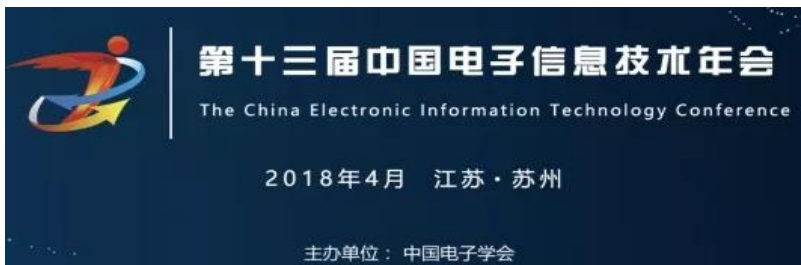 第十三届中国电子信息技术年会
The China Electronic Information Technology Conference
2018年4月 江苏·苏州
主办单位：中国电子学会